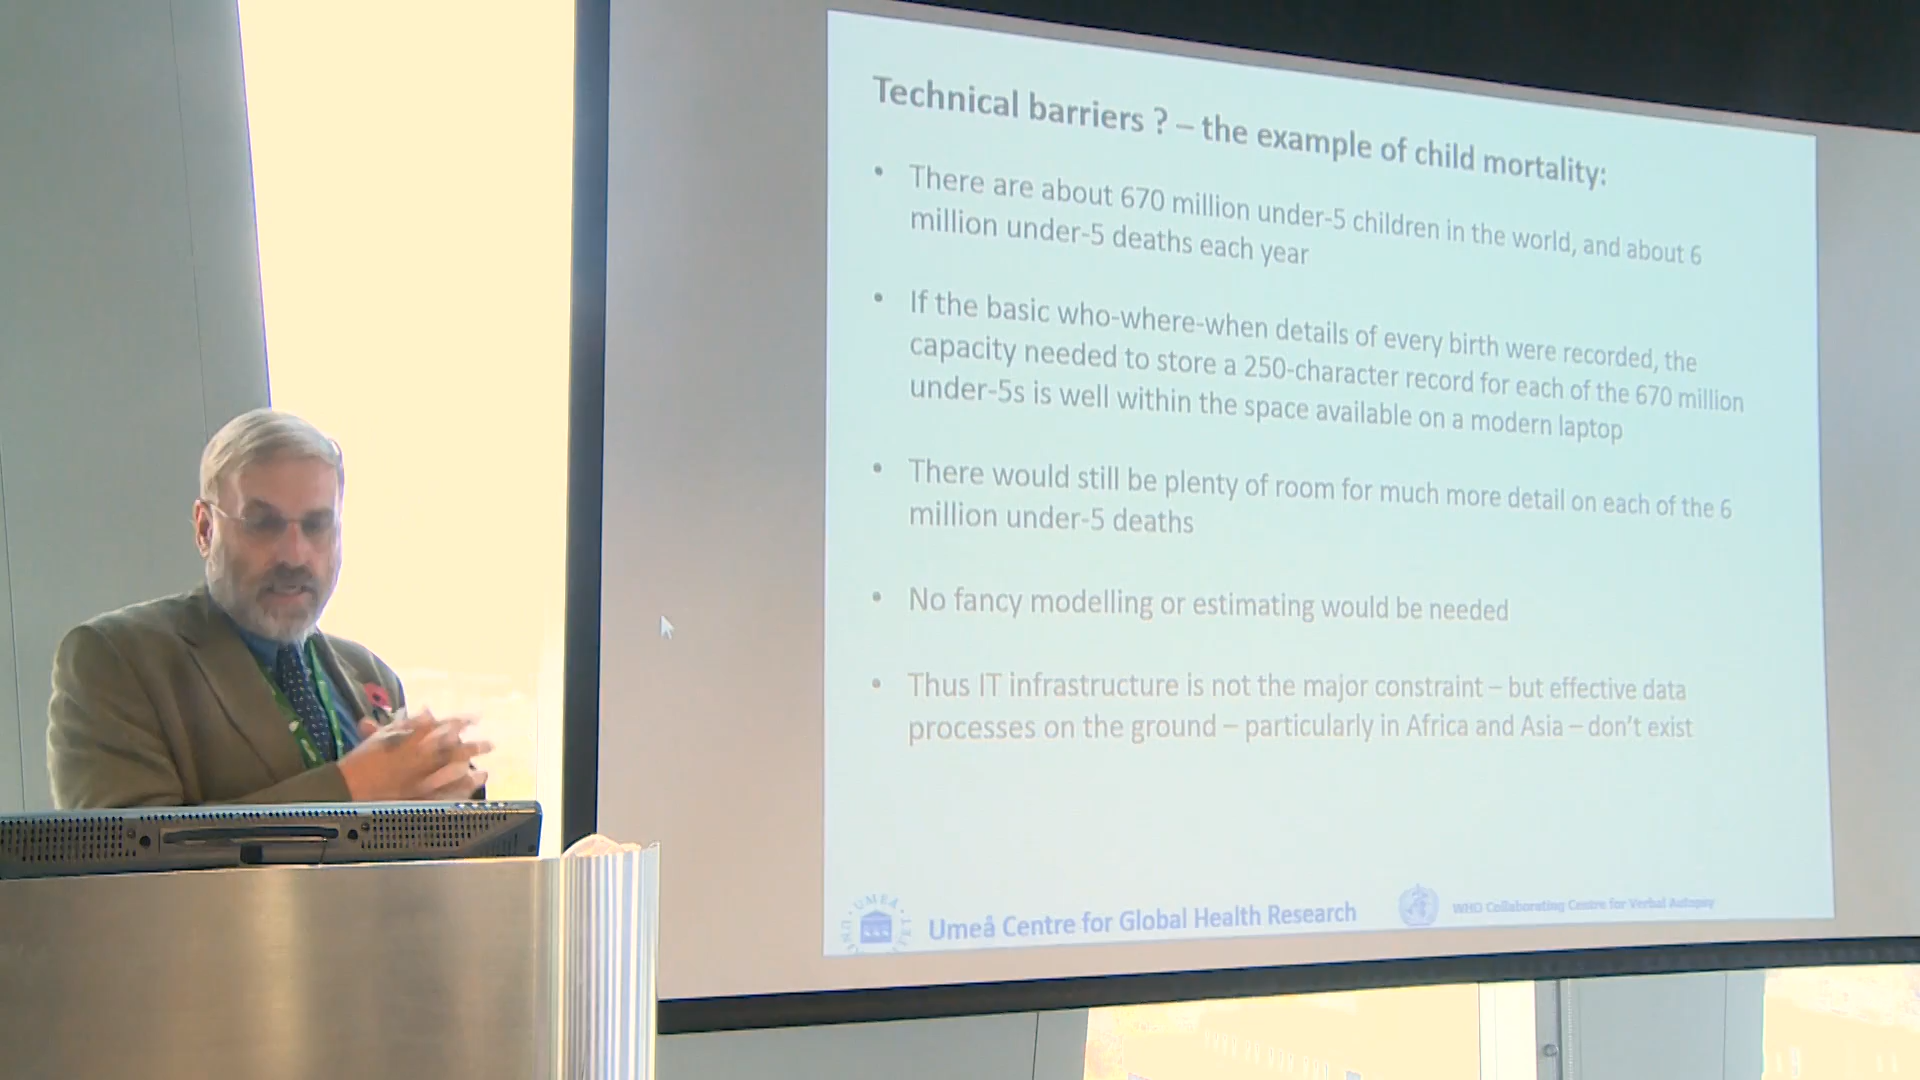 Technical barriers ? – the example of child mortality:
• There are about 670 million under-5 children in the world, and about 6
million under-5 deaths each year
• If the basic who-where-when details of every birth were recorded, the
capacity needed to store a 250-character record for each of the 670 million
under-5s is well within the space available on a modern laptop
• There would still be plenty of room for much more detail on each of the 6
million under-5 deaths
• No fancy modelling or estimating would be needed
• Thus IT infrastructure is not the major constraint – but effective data
processes on the ground – particularly in Africa and Asia – don't exist
UMEÅ
Umeå Centre for Global Health Research
WHO Collaborating Centre for Verbal Autopsy